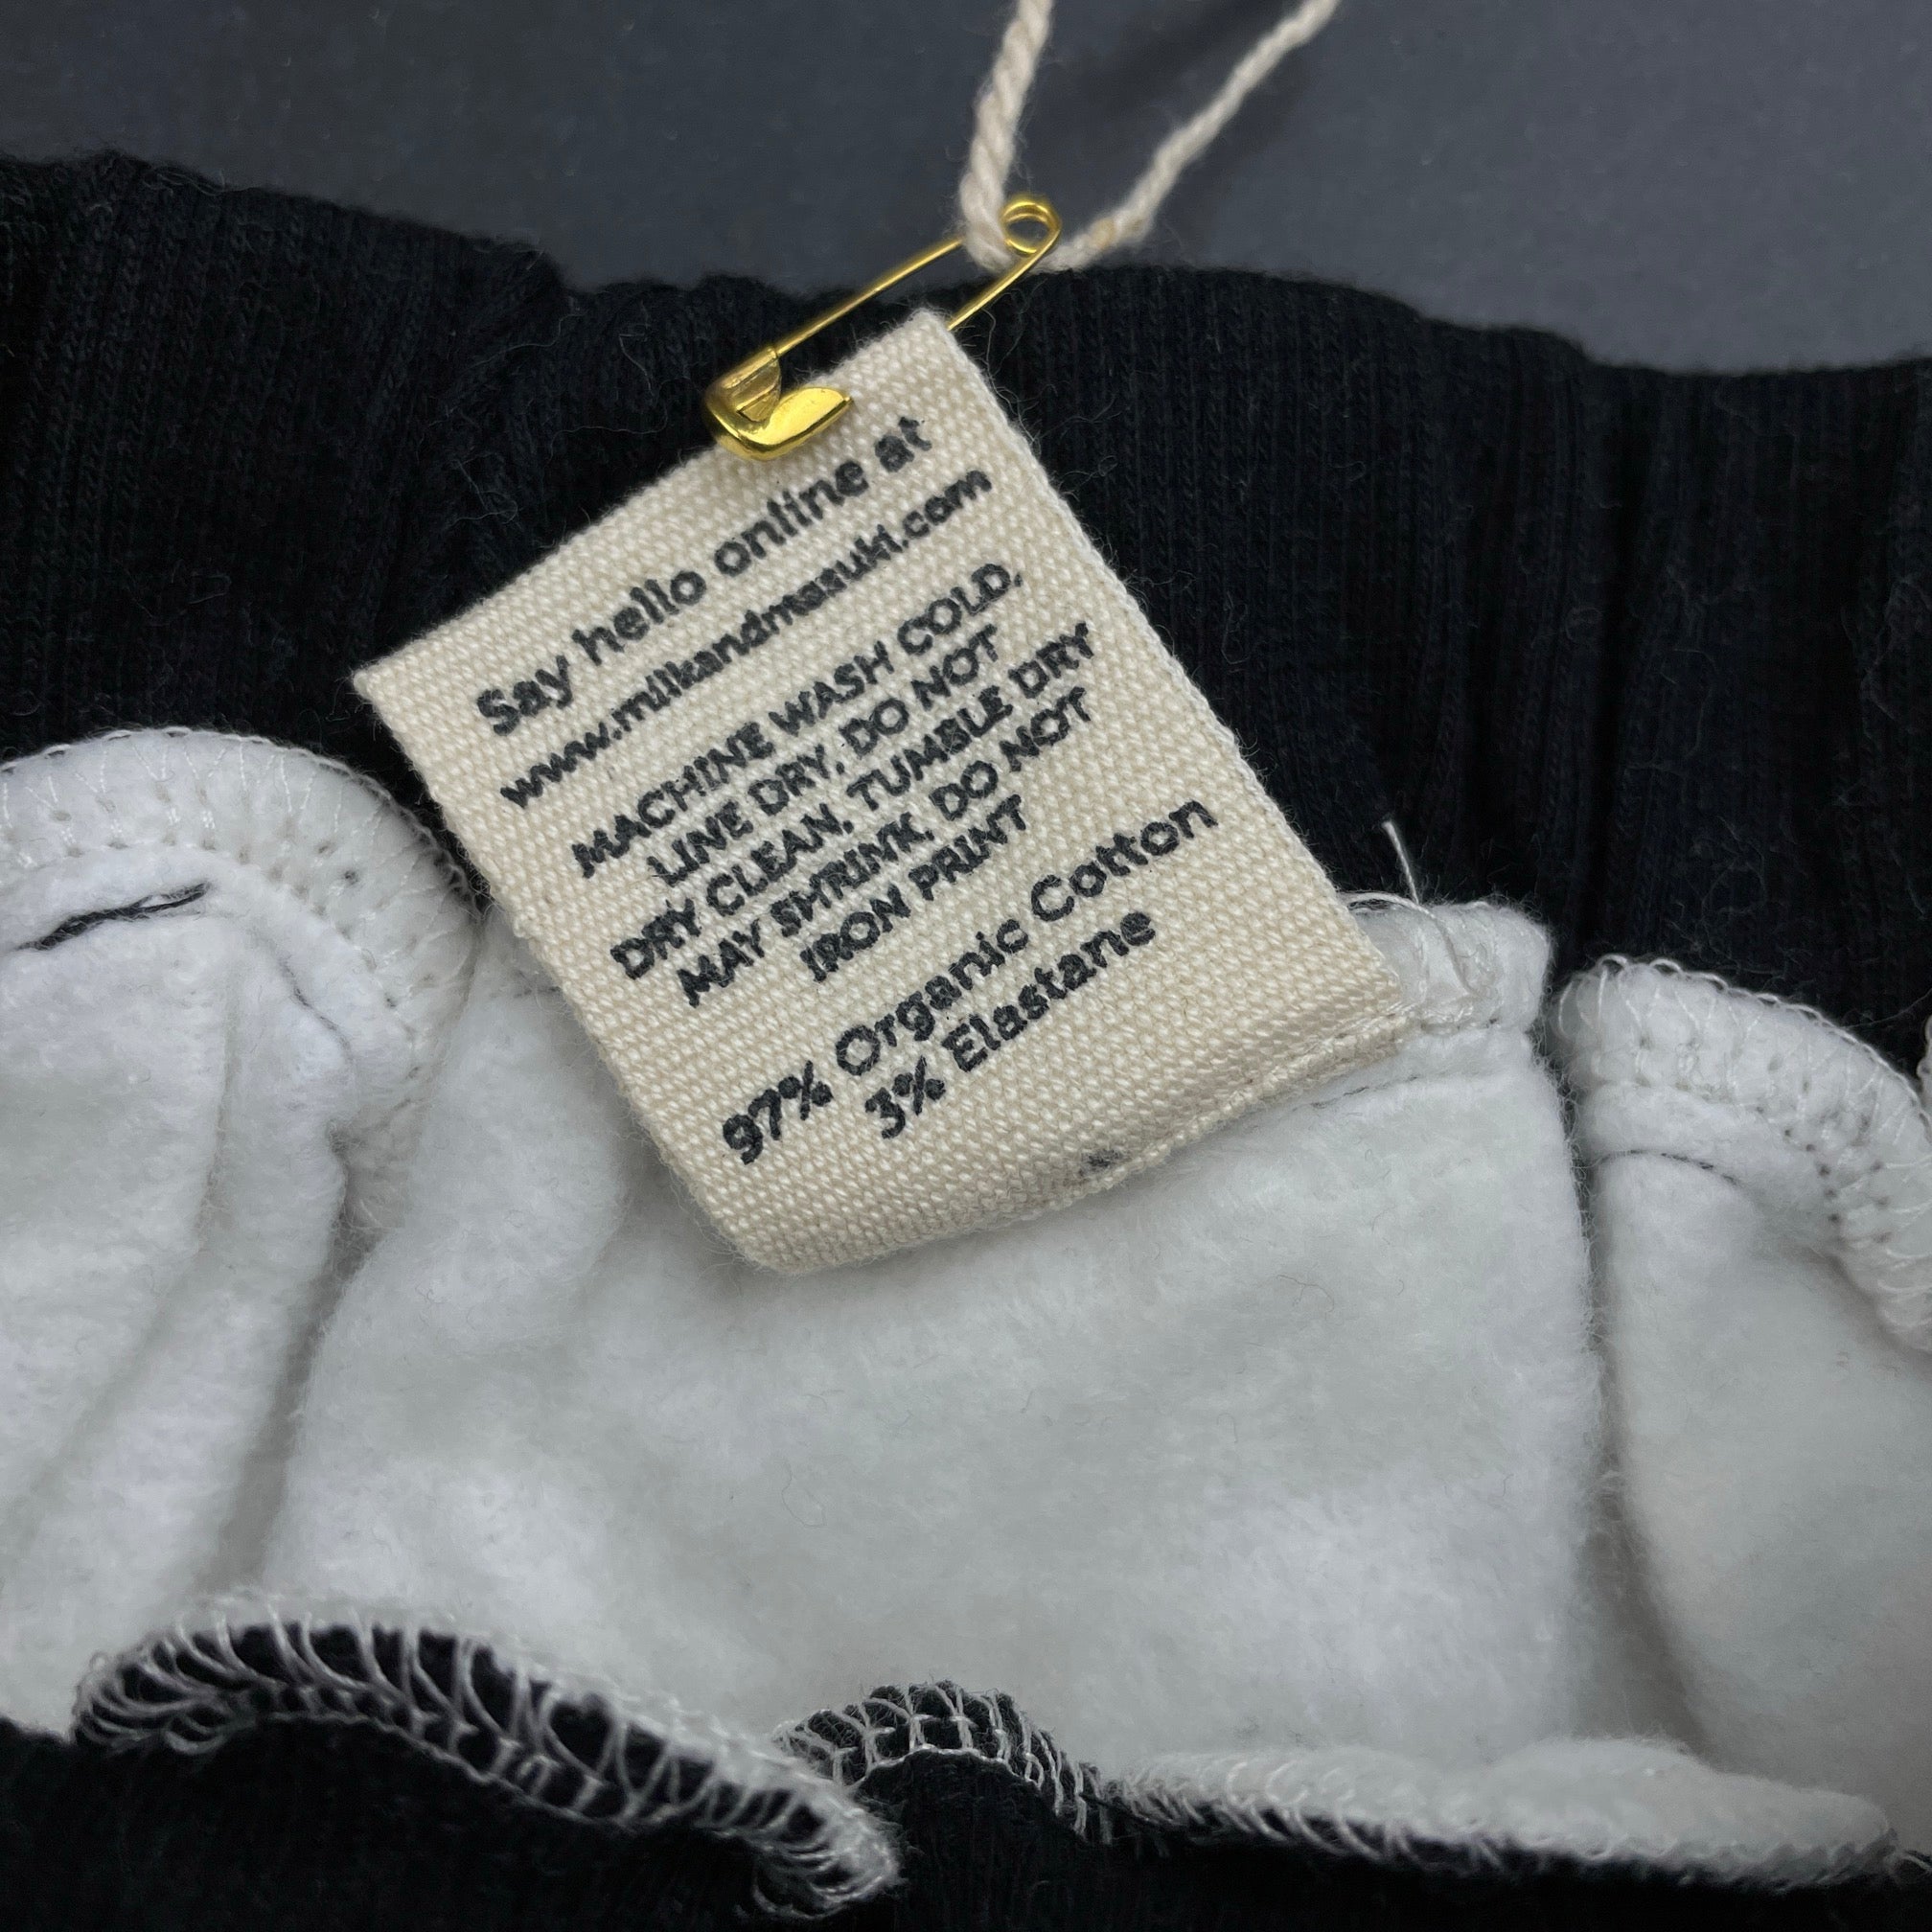 Say hello online at
www.milkandmasuki.com
MACHINE WASH COLD,
LINE DRY, DO NOT
DRY CLEAN, TUMBLE DRY
MAY SHRINK, DO NOT
IRON PRINT
97% Organic Cotton
3% Elastane